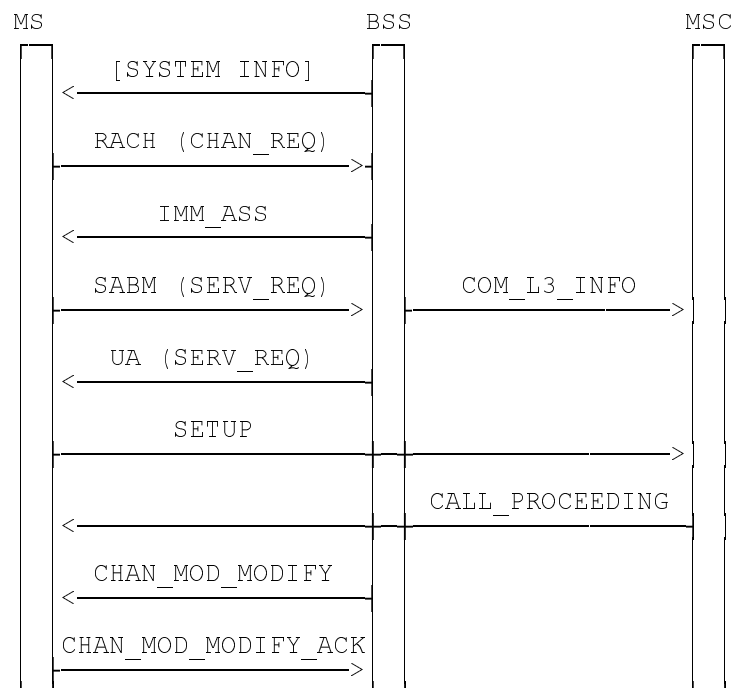 MS BSS MSC
[SYSTEM INFO]
RACH (CHAN_REQ)
IMM_ASS
SABM (SERV_REQ) COM_L3_INFO
UA (SERV_REQ)
SETUP
CALL_PROCEEDING
CHAN_MOD_MODIFY
CHAN_MOD_MODIFY_ACK